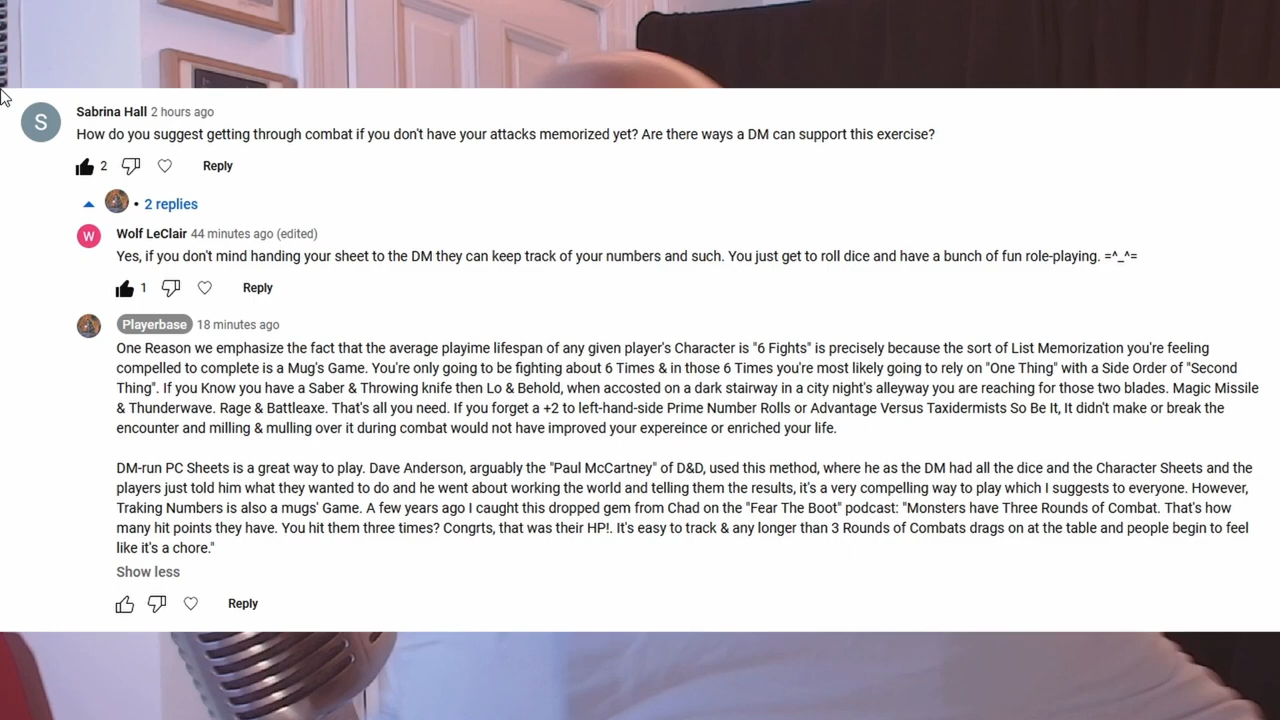 Sabrina Hall 2 hours ago
How do you suggest getting through combat if you don't have your attacks memorized yet? Are there ways a DM can support this exercise?
2 Reply
S
• 2 replies
Wolf LeClair 44 minutes ago (edited)
W
Yes, if you don't mind handing your sheet to the DM they can keep track of your numbers and such. You just get to roll dice and have a bunch of fun role-playing. =^_^=
1 Reply
Playerbase 18 minutes ago
One Reason we emphasize the fact that the average playime lifespan of any given player's Character is "6 Fights" is precisely because the sort of List Memorization you're feeling
compelled to complete is a Mug's Game. You're only going to be fighting about 6 Times & in those 6 Times you're most likely going to rely on "One Thing" with a Side Order of "Second
Thing". If you Know you have a Saber & Throwing knife then Lo & Behold, when accosted on a dark stairway in a city night's alleyway you are reaching for those two blades. Magic Missile
& Thunderwave. Rage & Battleaxe. That's all you need. If you forget a +2 to left-hand-side Prime Number Rolls or Advantage Versus Taxidermists So Be It, It didn't make or break the
encounter and milling & mulling over it during combat would not have improved your expereince or enriched your life.
DM-run PC Sheets is a great way to play. Dave Anderson, arguably the "Paul McCartney" of D&D, used this method, where he as the DM had all the dice and the Character Sheets and the
players just told him what they wanted to do and he went about working the world and telling them the results, it's a very compelling way to play which I suggests to everyone. However,
Traking Numbers is also a mugs' Game. A few years ago I caught this dropped gem from Chad on the "Fear The Boot" podcast: "Monsters have Three Rounds of Combat. That's how
many hit points they have. You hit them three times? Congrts, that was their HP!. It's easy to track & any longer than 3 Rounds of Combats drags on at the table and people begin to feel
like it's a chore."
Show less
Reply